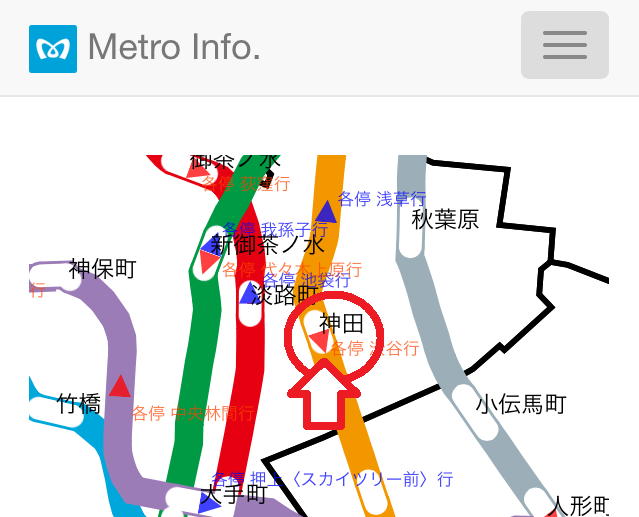 Metro Info.
御茶ノ水
各停 荻窪行
各停 浅草行
秋葉原
各停 我孫子行
新御茶ノ水
各停 代々木上原行
神保町
各停 池袋行
行
淡路町
神田
各停 渋谷行
竹橋
各停 中央林間行
小伝馬町
各停 押上〈スカイツリー前〉行
大手町
人形町